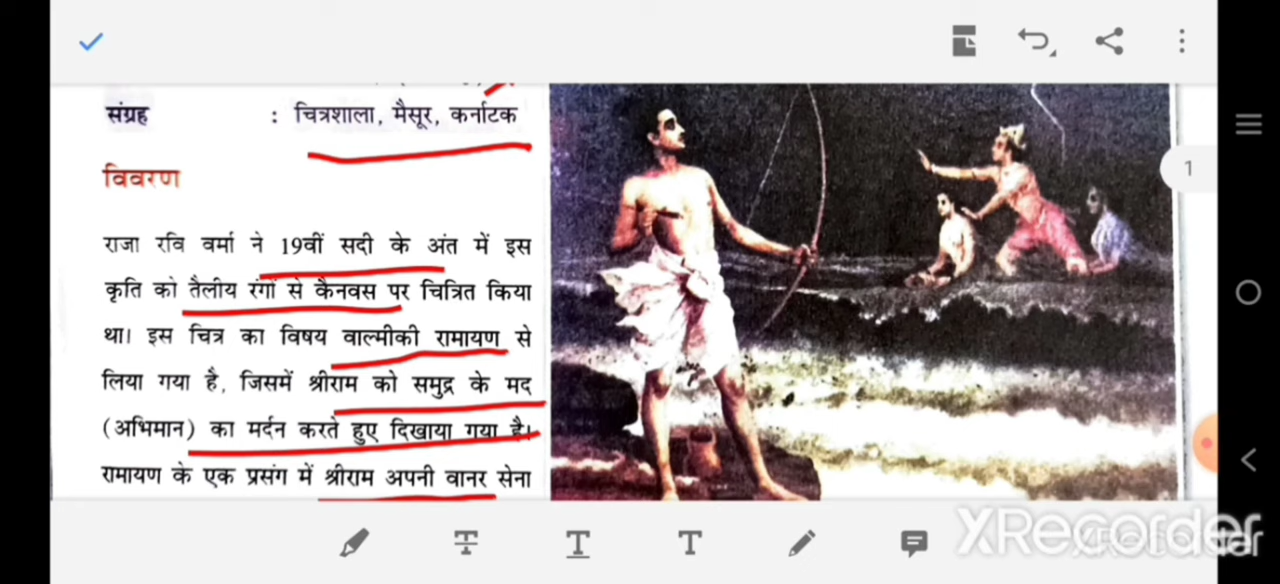 संग्रह : चित्रशाला, मैसूर, कर्नाटक
विवरण
राजा रवि वर्मा ने 19वीं सदी के अंत में इस
कृति को तैलीय रंगों से कैनवस पर चित्रित किया
था। इस चित्र का विषय वाल्मीकी रामायण से
लिया गया है, जिसमें श्रीराम को समुद्र के मद
(अभिमान) का मर्दन करते हुए दिखाया गया है।
रामायण के एक प्रसंग में श्रीराम अपनी वानर सेना
1
T T T
XRecorder